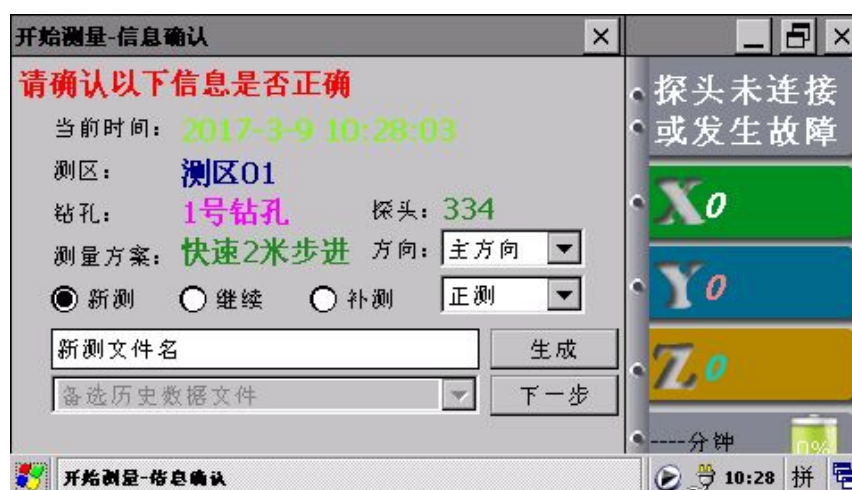 开始测量-信息确认
请确认以下信息是否正确
当前时间： 2017-3-9 10:28:03
测区： 测区01
钻孔： 1号钻孔 探头： 334
测量方案： 快速2米步进 方向： 主方向
新测 继续 补测 正测
新测文件名 生成
备选历史数据文件 下一步
探头未连接
或发生故障
X0
Y0
Z0
----分钟 0%
开始测量-信息确认 10:28 拼